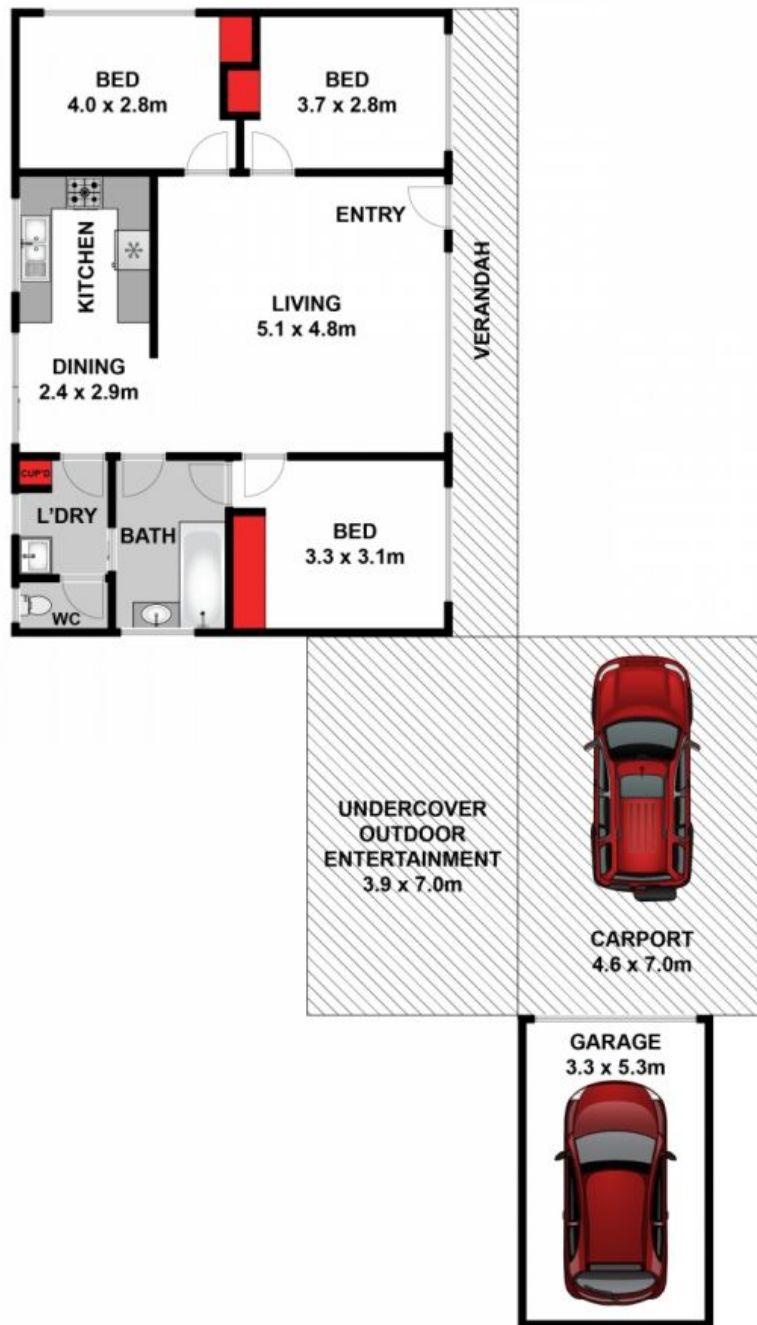 BED
4.0 x 2.8m
BED
3.7 x 2.8m
ENTRY
KITCHEN
LIVING
5.1 x 4.8m
VERANDAH
DINING
2.4 x 2.9m
CUP'D
L'DRY
BATH
BED
3.3 x 3.1m
WC
UNDERCOVER
OUTDOOR
ENTERTAINMENT
3.9 x 7.0m
CARPORT
4.6 x 7.0m
GARAGE
3.3 x 5.3m